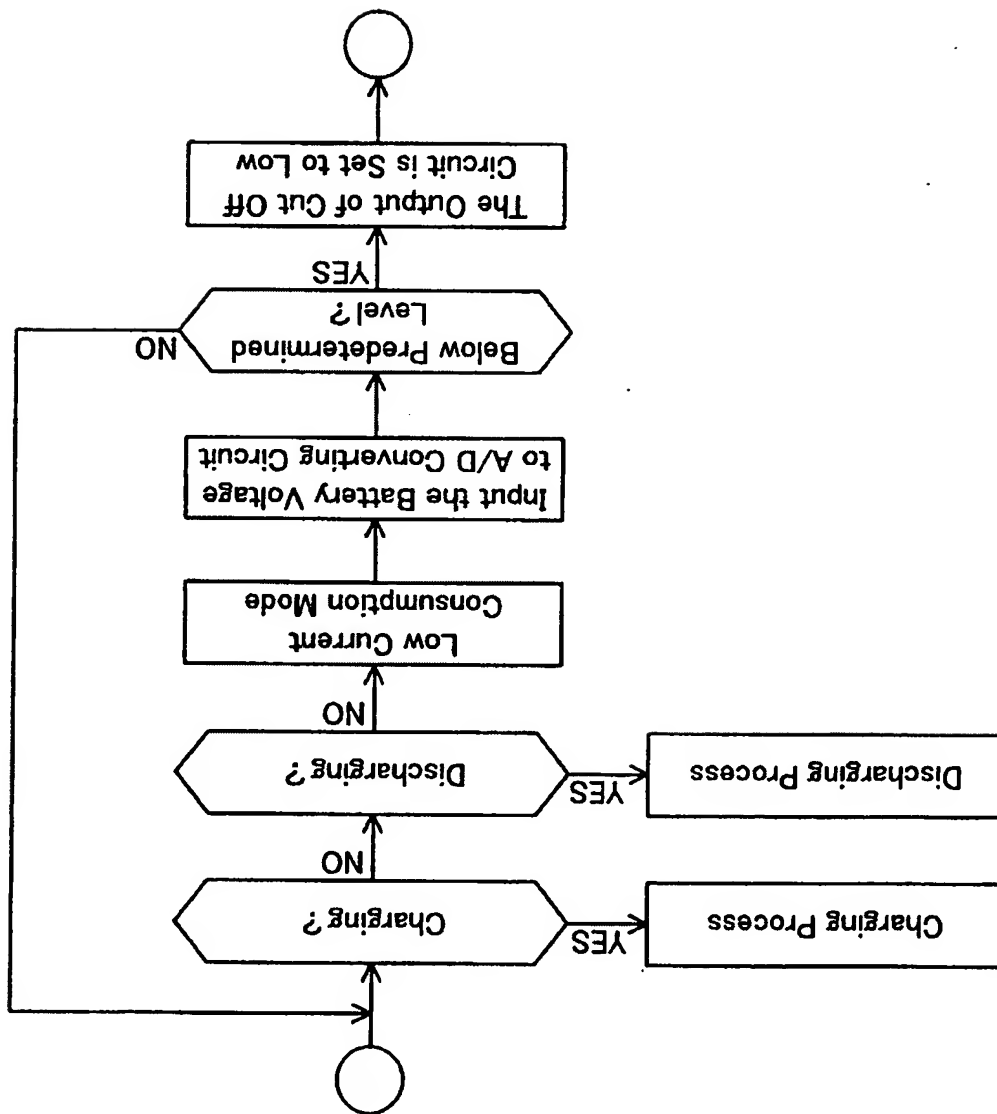 Charging?
YES
Charging Process
NO
Discharging?
YES
Discharging Process
NO
Low Current
Consumption Mode
Input the Battery Voltage
to A/D Converting Circuit
Below Predetermined
Level?
NO
YES
The Output of Cut Off
Circuit is Set to Low